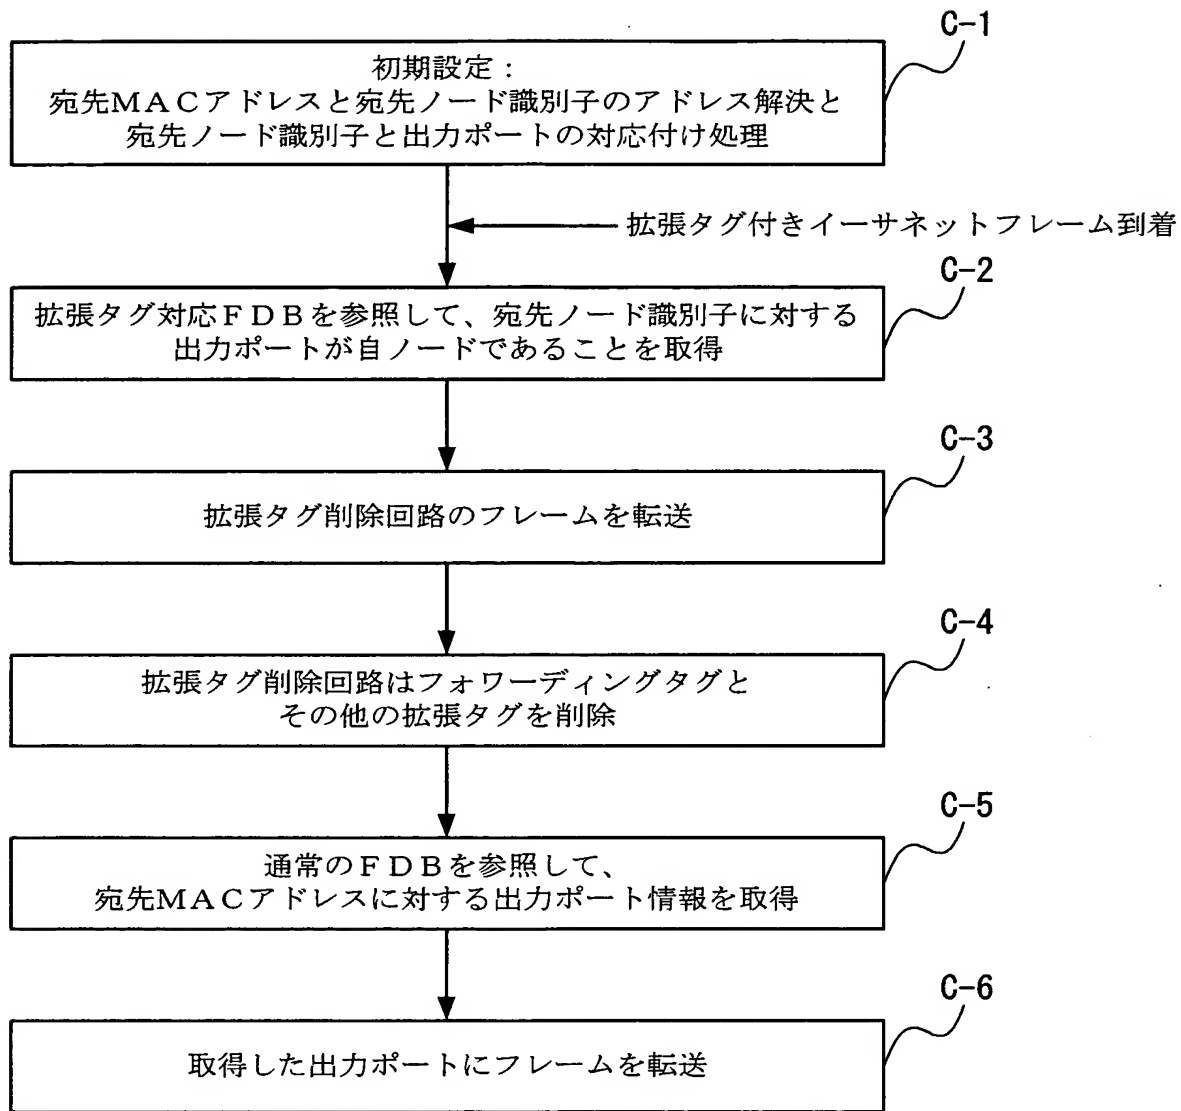 C-1
初期設定：
宛先MACアドレスと宛先ノード識別子のアドレス解決と
宛先ノード識別子と出力ポートの対応付け処理
拡張タグ付きイーサネットフレーム到着
C-2
拡張タグ対応FDBを参照して、宛先ノード識別子に対する
出力ポートが自ノードであることを取得
C-3
拡張タグ削除回路のフレームを転送
C-4
拡張タグ削除回路はフォワーディングタグと
その他の拡張タグを削除
C-5
通常のFDBを参照して、
宛先MACアドレスに対する出力ポート情報を取得
C-6
取得した出力ポートにフレームを転送